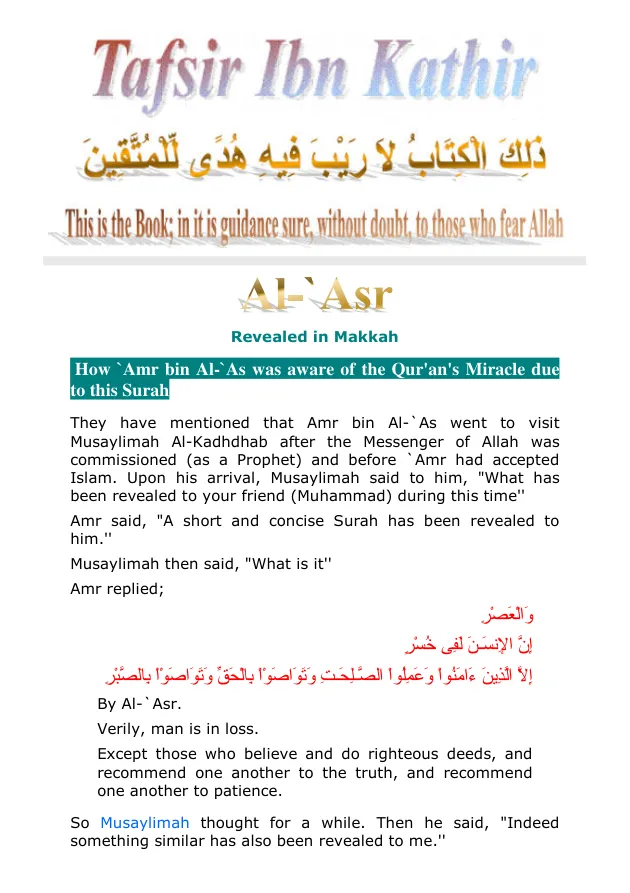 Tafsir Ibn Kathir
ذَلِكَ الْكِتَابُ لاَ رَيْبَ فِيهِ هُدًى لِّلْمُتَّقِينَ
This is the Book; in it is guidance sure, without doubt, to those who fear Allah
Al-`Asr
Revealed in Makkah
How `Amr bin Al-`As was aware of the Qur'an's Miracle due
to this Surah
They have mentioned that Amr bin Al-`As went to visit
Musaylimah Al-Kadhdhab after the Messenger of Allah was
commissioned (as a Prophet) and before `Amr had accepted
Islam. Upon his arrival, Musaylimah said to him, "What has
been revealed to your friend (Muhammad) during this time''
Amr said, "A short and concise Surah has been revealed to
him.''
Musaylimah then said, "What is it''
Amr replied;
وَالْعَصْرِ
إِنَّ الإِنسَـنَ لَفِى خُسْرٍ
إِلاَّ الَّذِينَ ءَامَنُواْ وَعَمِلُواْ الصَّـلِحَـتِ وَتَوَاصَوْاْ بِالْحَقِّ وَتَوَاصَوْاْ بِالصَّبْرِ
By Al-`Asr.
Verily, man is in loss.
Except those who believe and do righteous deeds, and
recommend one another to the truth, and recommend
one another to patience.
So Musaylimah thought for a while. Then he said, "Indeed
something similar has also been revealed to me.''